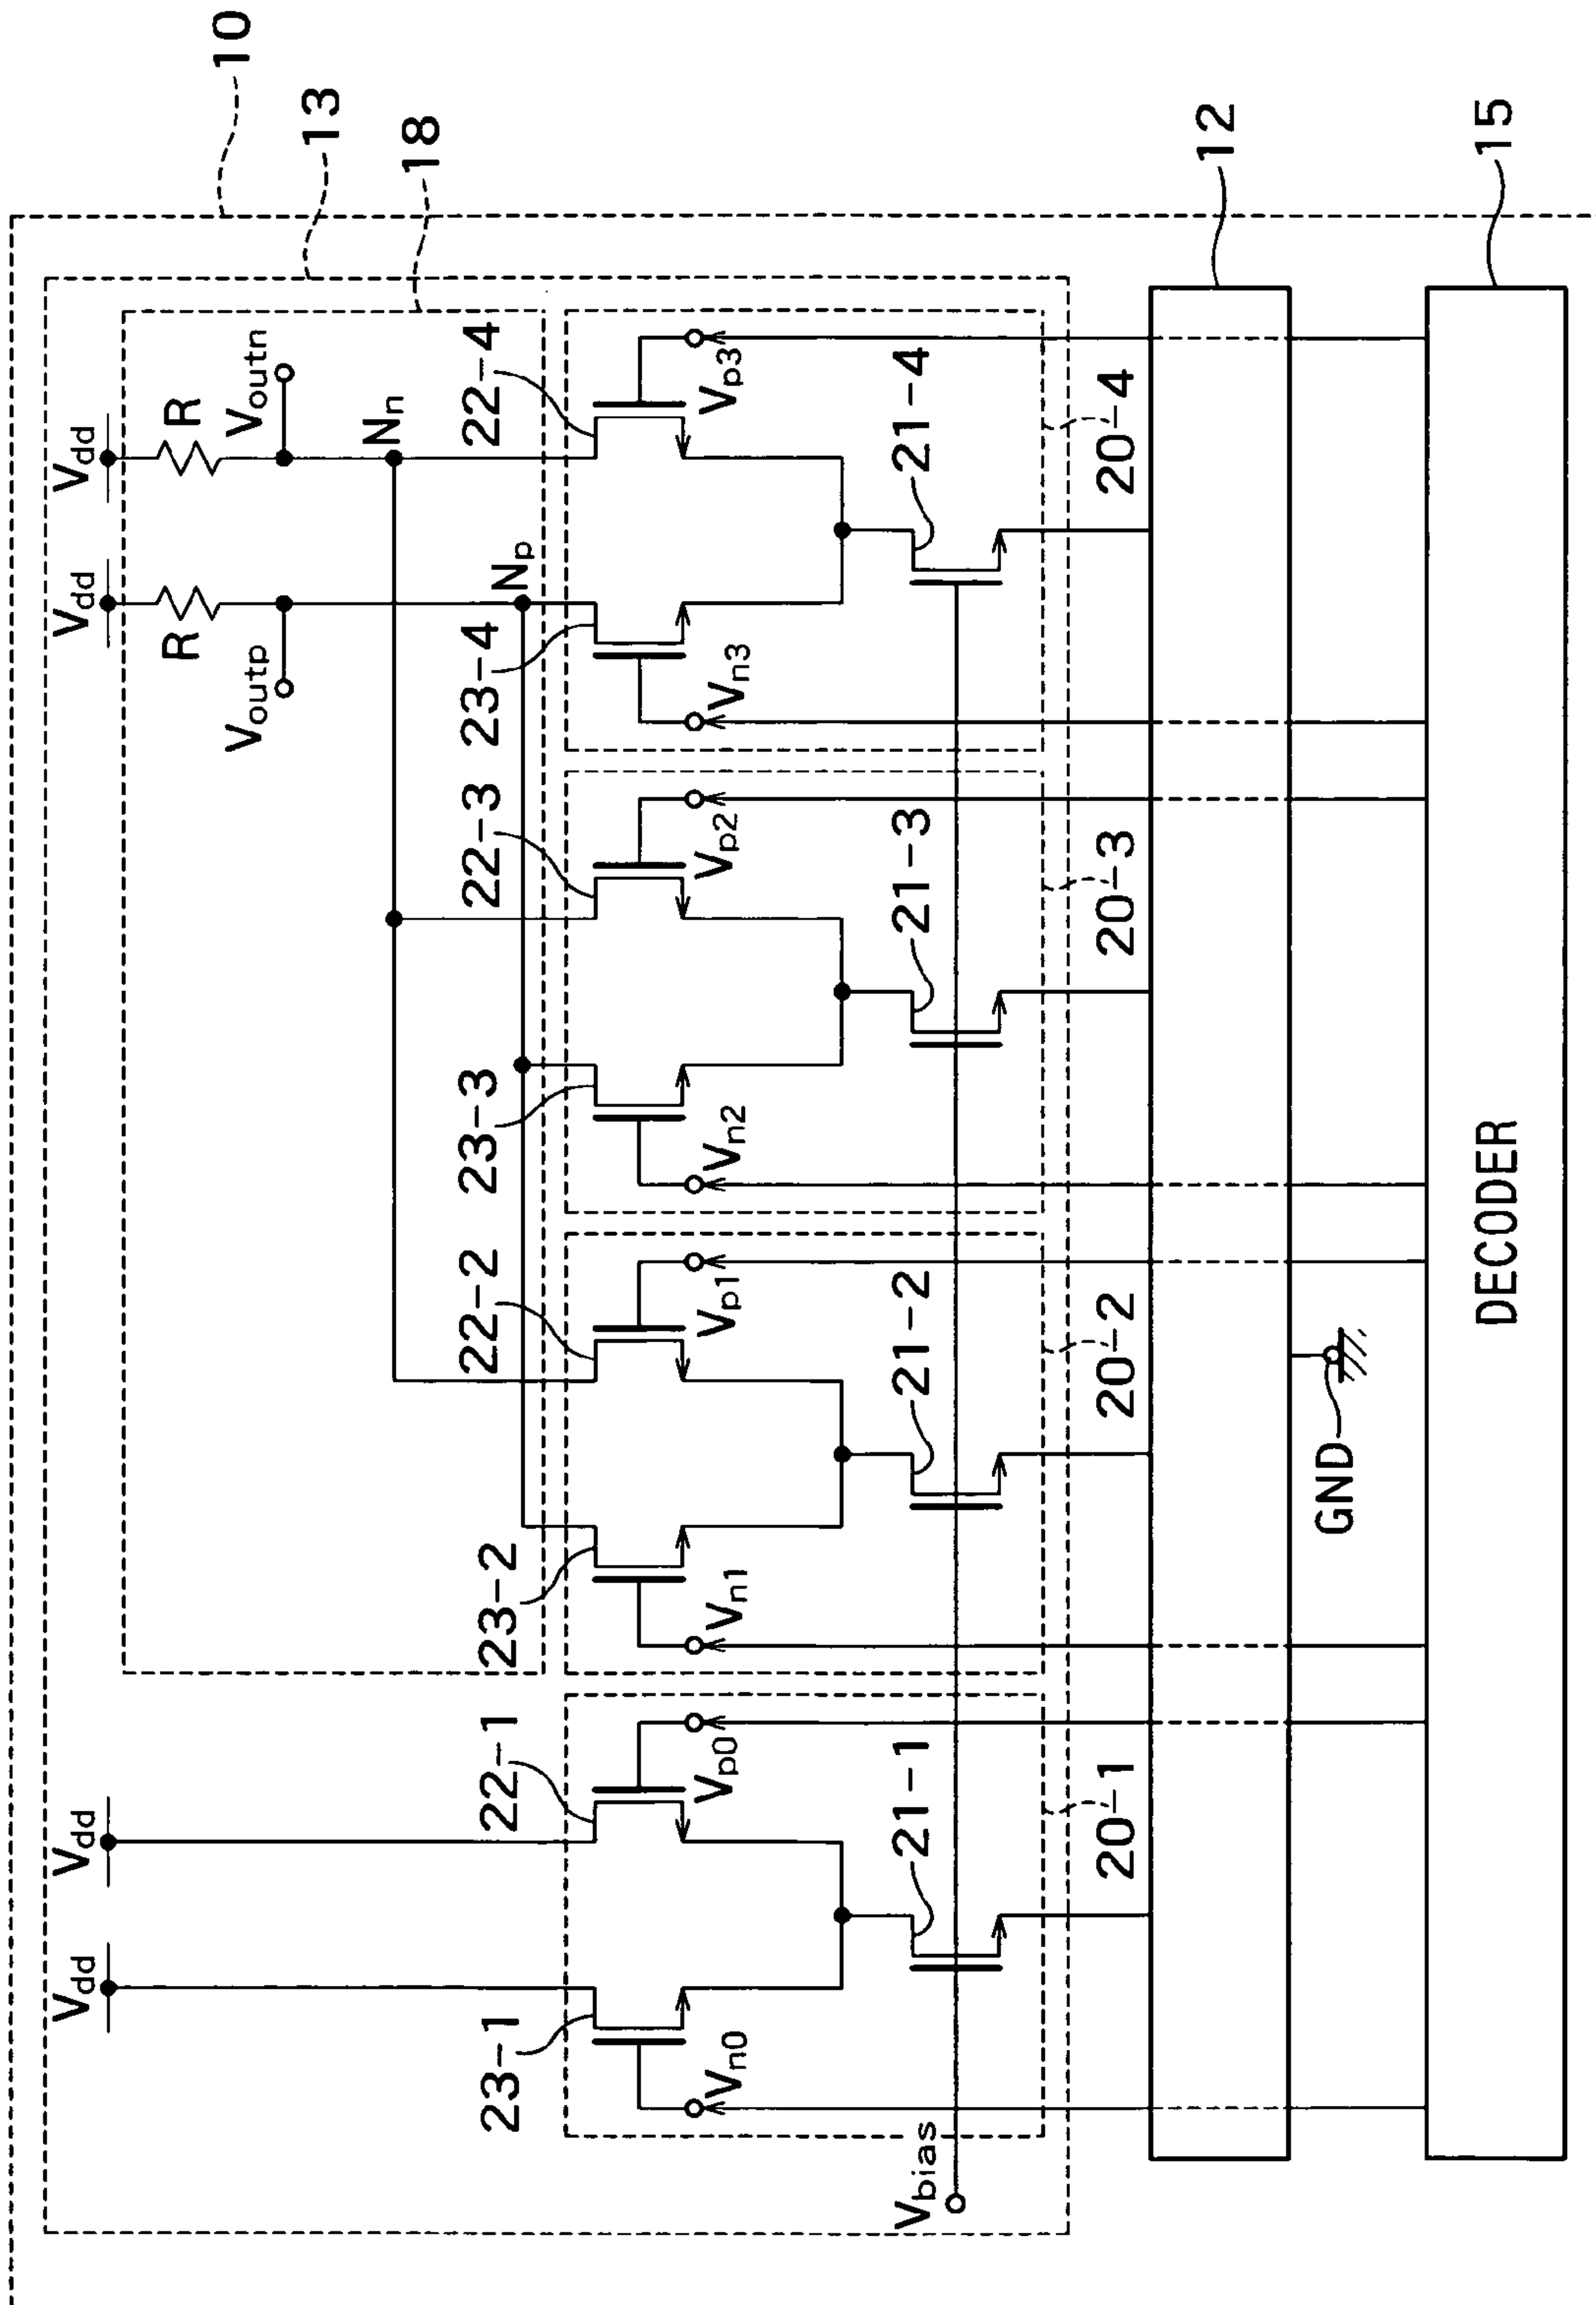 10
13
18
Vdd
Vdd
Vdd
Vdd
R
R
Voutp
Voutn
Nn
Np
23-1
22-1
23-2
22-2
23-3
22-3
23-4
22-4
Vn0
Vp0
Vn1
Vp1
Vn2
Vp2
Vn3
Vp3
Vbias
21-1
21-2
21-3
21-4
20-1
20-2
20-3
20-4
12
GND
DECODER
15